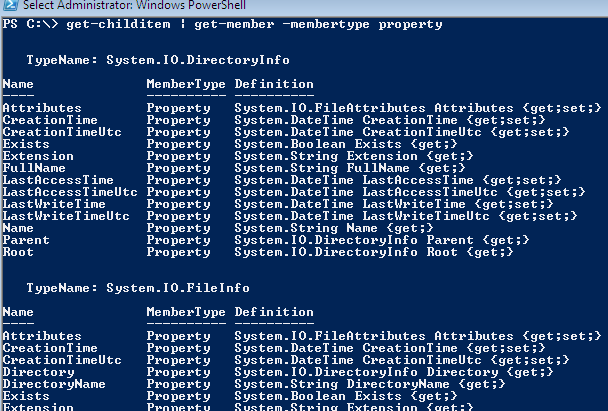 Select Administrator: Windows PowerShell
PS C:\> get-childitem | get-member -membertype property
TypeName: System.IO.DirectoryInfo
Name MemberType Definition
---- ---------- ----------
Attributes Property System.IO.FileAttributes Attributes {get;set;}
CreationTime Property System.DateTime CreationTime {get;set;}
CreationTimeUtc Property System.DateTime CreationTimeUtc {get;set;}
Exists Property System.Boolean Exists {get;}
Extension Property System.String Extension {get;}
FullName Property System.String FullName {get;}
LastAccessTime Property System.DateTime LastAccessTime {get;set;}
LastAccessTimeUtc Property System.DateTime LastAccessTimeUtc {get;set;}
LastWriteTime Property System.DateTime LastWriteTime {get;set;}
LastWriteTimeUtc Property System.DateTime LastWriteTimeUtc {get;set;}
Name Property System.String Name {get;}
Parent Property System.IO.DirectoryInfo Parent {get;}
Root Property System.IO.DirectoryInfo Root {get;}
TypeName: System.IO.FileInfo
Name MemberType Definition
---- ---------- ----------
Attributes Property System.IO.FileAttributes Attributes {get;set;}
CreationTime Property System.DateTime CreationTime {get;set;}
CreationTimeUtc Property System.DateTime CreationTimeUtc {get;set;}
Directory Property System.IO.DirectoryInfo Directory {get;}
DirectoryName Property System.String DirectoryName {get;}
Exists Property System.Boolean Exists {get;}
Extension Property System.String Extension {get;}